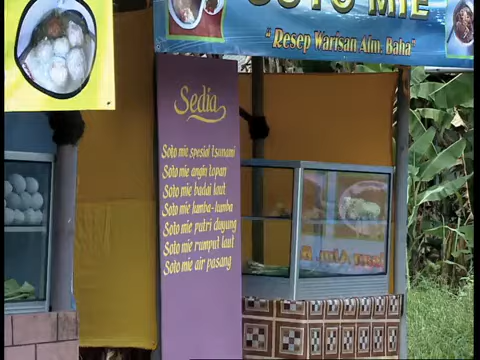 SOTO MIE
"Resep Warisan Alm. Baha"
Sedia
Soto mie spesial tsunami
Soto mie angin topan
Soto mie badai laut
Soto mie lumba-lumba
Soto mie putri duyung
Soto mie rumput laut
Soto mie air pasang